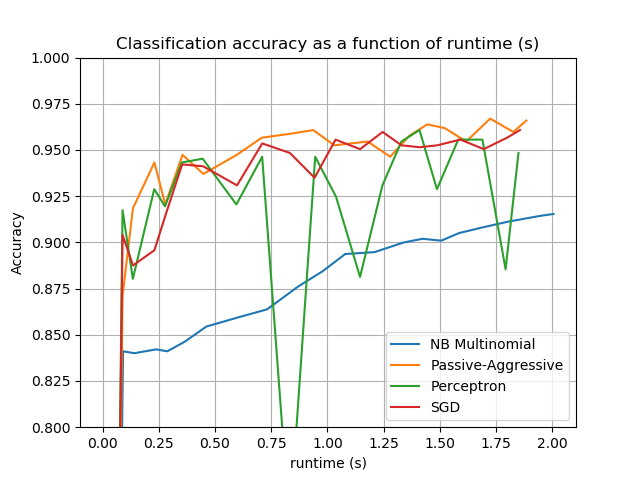 Classification accuracy as a function of runtime (s)
1.000
0.975
0.950
0.925
0.900
0.875
0.850
0.825
0.800
Accuracy
NB Multinomial
Passive-Aggressive
Perceptron
SGD
0.00 0.25 0.50 0.75 1.00 1.25 1.50 1.75 2.00
runtime (s)